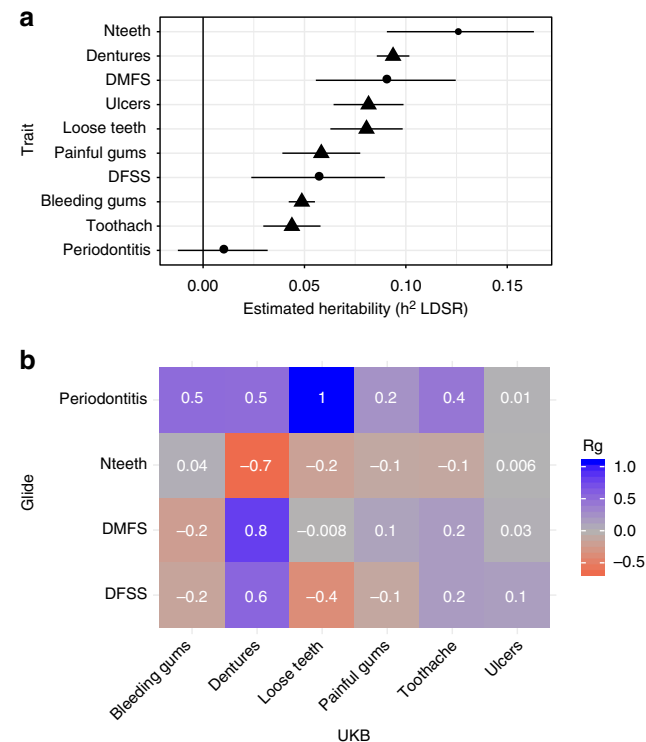 a
Trait
Nteeth
Dentures
DMFS
Ulcers
Loose teeth
Painful gums
DFSS
Bleeding gums
Toothach
Periodontitis
0.00 0.05 0.10 0.15
Estimated heritability (h² LDSR)
b
Glide
Periodontitis 0.5 0.5 1 0.2 0.4 0.01
Nteeth 0.04 −0.7 −0.2 −0.1 −0.1 0.006
DMFS −0.2 0.8 −0.008 0.1 0.2 0.03
DFSS −0.2 0.6 −0.4 −0.1 0.2 0.1
Bleeding gums Dentures Loose teeth Painful gums Toothache Ulcers
UKB
Rg
1.0
0.5
0.0
−0.5